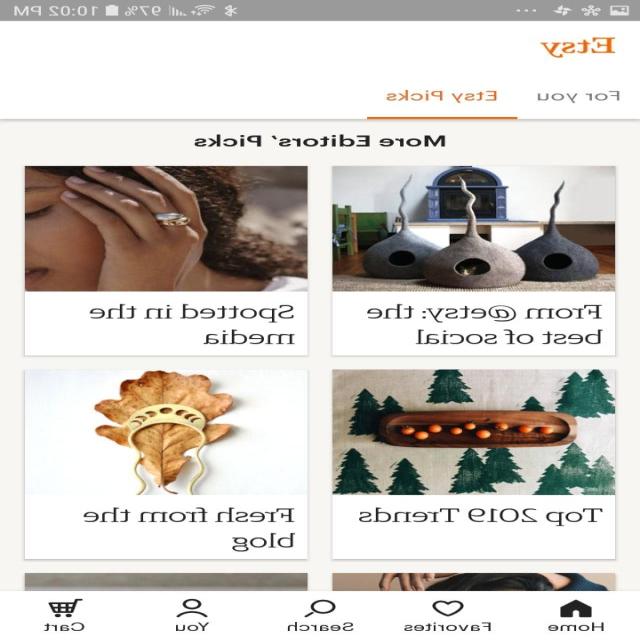 97% 10:02 PM
Etsy
For you
Etsy Picks
More Editors' Picks
From @etsy: the
best of social
Spotted in the
media
Top 2019 Trends
Fresh from the
blog
Home
Favorites
Search
You
Cart